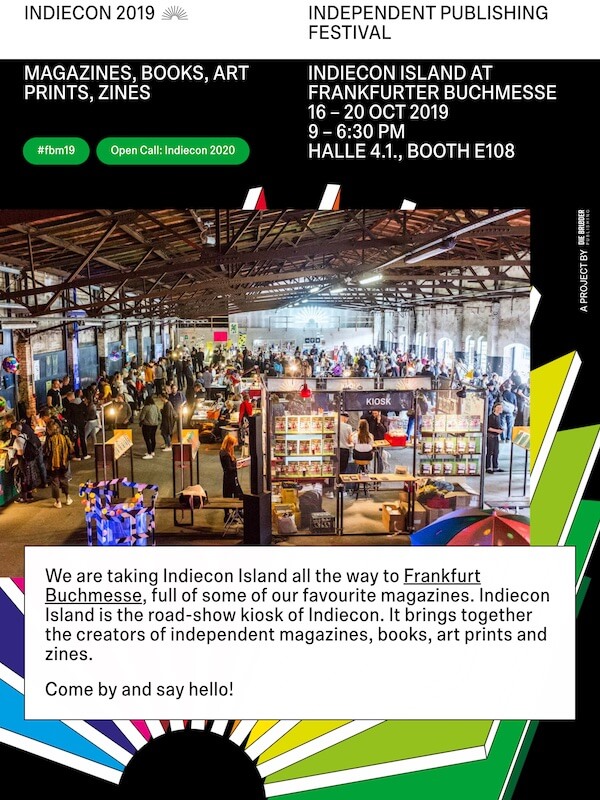 INDIECON 2019
INDEPENDENT PUBLISHING
FESTIVAL
MAGAZINES, BOOKS, ART
PRINTS, ZINES
INDIECON ISLAND AT
FRANKFURTER BUCHMESSE
16 – 20 OCT 2019
9 – 6:30 PM
HALLE 4.1., BOOTH E108
#fbm19
Open Call: Indiecon 2020
A PROJECT BY DIE BRÜDER
PUBLISHING
KIOSK
We are taking Indiecon Island all the way to Frankfurt
Buchmesse, full of some of our favourite magazines. Indiecon
Island is the road-show kiosk of Indiecon. It brings together
the creators of independent magazines, books, art prints and
zines.
Come by and say hello!